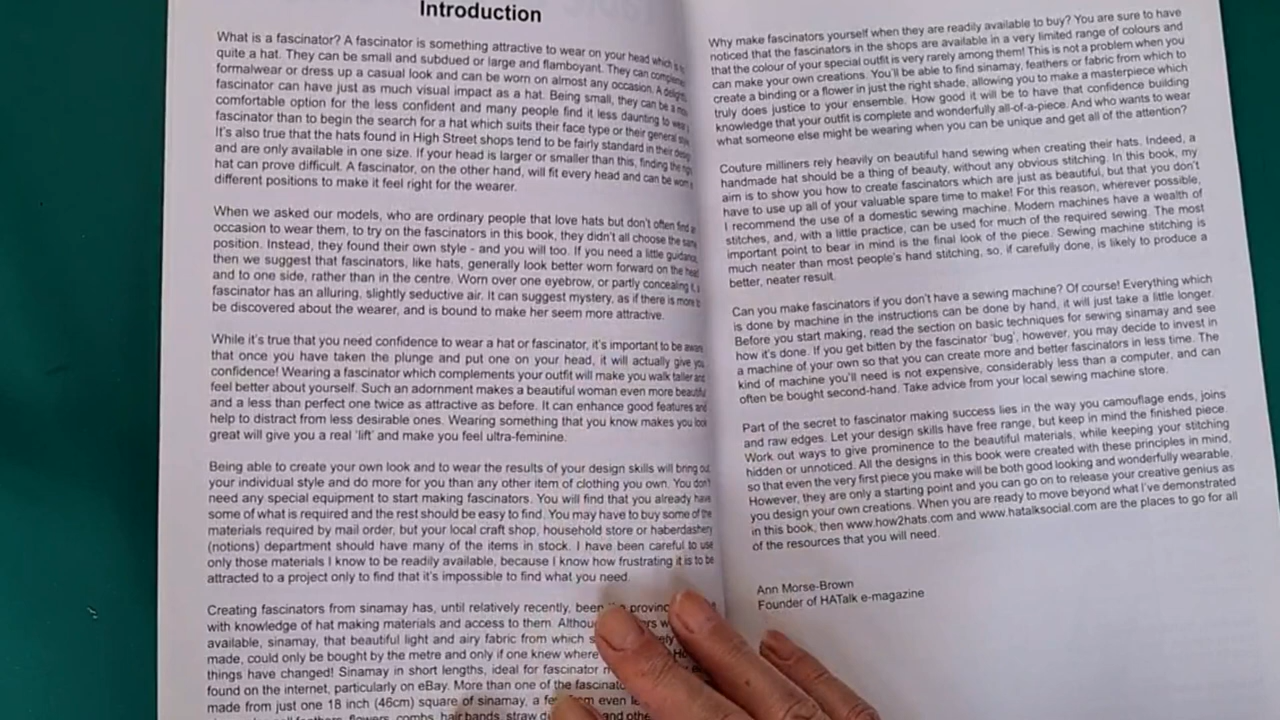 Introduction
What is a fascinator? A fascinator is something attractive to wear on your head which is
quite a hat. They can be small and subdued or large and flamboyant. They can
formalwear or dress up a casual look and can be worn on almost any occasion. A
fascinator can have just as much visual impact as a hat. Being small, they can be a
comfortable option for the less confident and many people find it less daunting to
fascinator than to begin the search for a hat which suits their face type or their general
It's also true that the hats found in High Street shops tend to be fairly standard in their
and are only available in one size. If your head is larger or smaller than this, finding the
hat can prove difficult. A fascinator, on the other hand, will fit every head and can be
different positions to make it feel right for the wearer.
When we asked our models, who are ordinary people that love hats but don't often find
occasion to wear them, to try on the fascinators in this book, they didn't all choose the same
position. Instead, they found their own style - and you will too. If you need a little guidance,
then we suggest that fascinators, like hats, generally look better worn forward on the head
and to one side, rather than in the centre. Worn over one eyebrow, or partly concealing it, a
fascinator has an alluring, slightly seductive air. It can suggest mystery, as if there is more to
be discovered about the wearer, and is bound to make her seem more attractive.
While it's true that you need confidence to wear a hat or fascinator, it's important to be aware
that once you have taken the plunge and put one on your head, it will actually give you
confidence! Wearing a fascinator which complements your outfit will make you walk taller and
feel better about yourself. Such an adornment makes a beautiful woman even more beautiful
and a less than perfect one twice as attractive as before. It can enhance good features and
help to distract from less desirable ones. Wearing something that you know makes you look
great will give you a real 'lift' and make you feel ultra-feminine.
Being able to create your own look and to wear the results of your design skills will bring out
your individual style and do more for you than any other item of clothing you own. You don't
need any special equipment to start making fascinators. You will find that you already have
some of what is required and the rest should be easy to find. You may have to buy some of the
materials required by mail order, but your local craft shop, household store or haberdashery
(notions) department should have many of the items in stock. I have been careful to use
only those materials I know to be readily available, because I know how frustrating it is to be
attracted to a project only to find that it's impossible to find what you need.
Creating fascinators from sinamay has, until relatively recently, been
with knowledge of hat making materials and access to them.
available, sinamay, that beautiful light and airy fabric from which
made, could only be bought by the metre and only if one knew where
things have changed! Sinamay in short lengths, ideal for fascinator
found on the internet, particularly on eBay. More than one of the
made from just one 18 inch (46cm) square of sinamay, a even
feathers, flowers, combs, hair bands, straw
Why make fascinators yourself when they are readily available to buy? You are sure to have
noticed that the fascinators in the shops are available in a very limited range of colours and
that the colour of your special outfit is very rarely among them! This is not a problem when you
can make your own creations. You'll be able to find sinamay, feathers or fabric from which to
create a binding or a flower in just the right shade, allowing you to make a masterpiece which
truly does justice to your ensemble. How good it will be to have that confidence building
knowledge that your outfit is complete and wonderfully all-of-a-piece. And who wants to wear
what someone else might be wearing when you can be unique and get all of the attention?
Couture milliners rely heavily on beautiful hand sewing when creating their hats. Indeed, a
handmade hat should be a thing of beauty, without any obvious stitching. In this book, my
aim is to show you how to create fascinators which are just as beautiful, but that you don't
have to use up all of your valuable spare time to make! For this reason, wherever possible,
I recommend the use of a domestic sewing machine. Modern machines have a wealth of
stitches, and, with a little practice, can be used for much of the required sewing. The most
important point to bear in mind is the final look of the piece. Sewing machine stitching is
much neater than most people's hand stitching, so, if carefully done, is likely to produce a
better, neater result.
Can you make fascinators if you don't have a sewing machine? Of course! Everything which
is done by machine in the instructions can be done by hand, it will just take a little longer.
Before you start making, read the section on basic techniques for sewing sinamay and see
how it's done. If you get bitten by the fascinator 'bug', however, you may decide to invest in
a machine of your own so that you can create more and better fascinators in less time. The
kind of machine you'll need is not expensive, considerably less than a computer, and can
often be bought second-hand. Take advice from your local sewing machine store.
Part of the secret to fascinator making success lies in the way you camouflage ends, joins
and raw edges. Let your design skills have free range, but keep in mind the finished piece.
Work out ways to give prominence to the beautiful materials, while keeping your stitching
hidden or unnoticed. All the designs in this book were created with these principles in mind,
so that even the very first piece you make will be both good looking and wonderfully wearable.
However, they are only a starting point and you can go on to release your creative genius as
you design your own creations. When you are ready to move beyond what I've demonstrated
in this book, then www.how2hats.com and www.hatalksocial.com are the places to go for all
of the resources that you will need.
Ann Morse-Brown
Founder of HATalk e-magazine